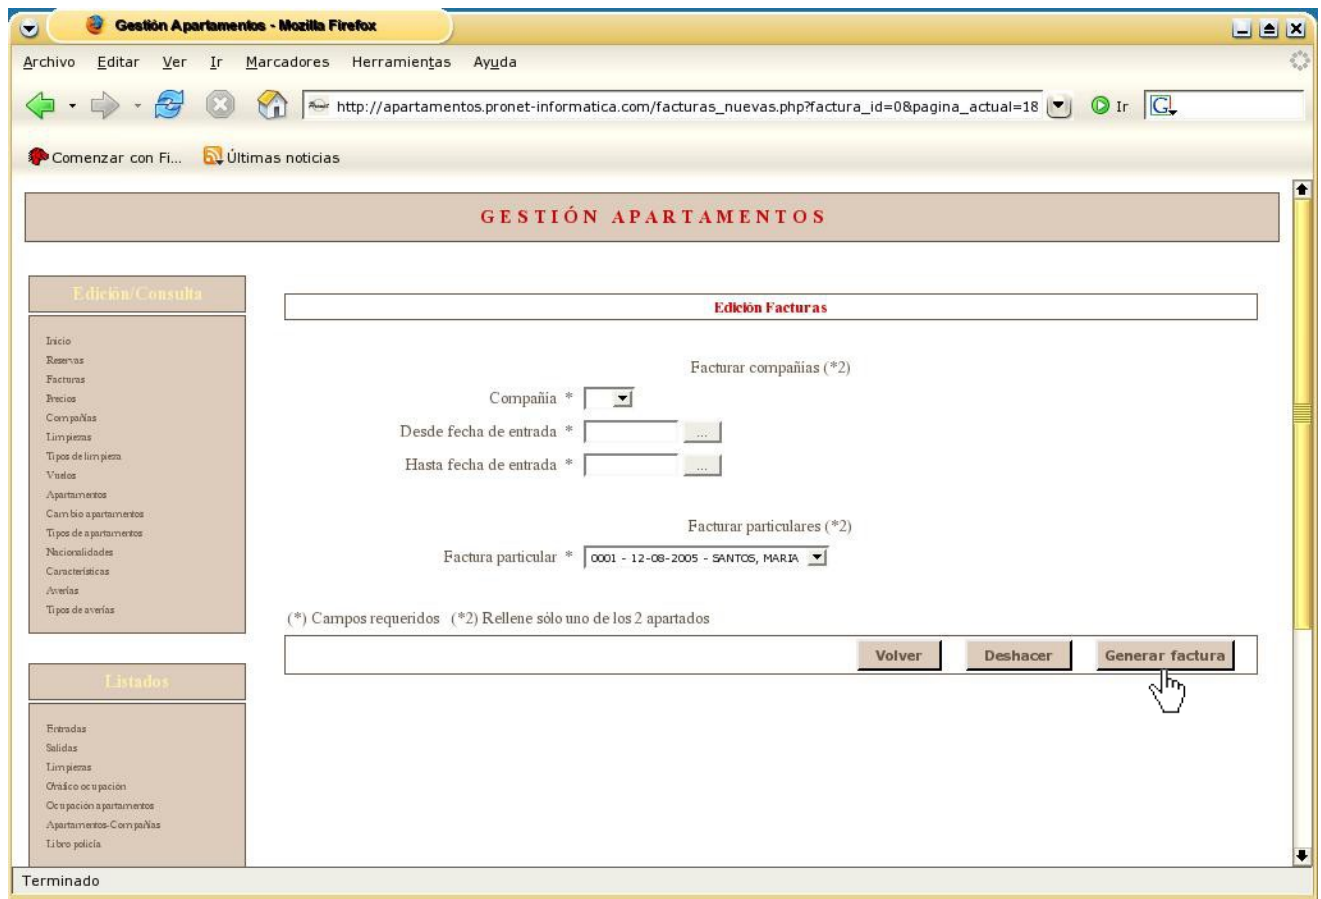 Gestión Apartamentos - Mozilla Firefox
Archivo Editar Ver Ir Marcadores Herramientas Ayuda
http://apartamentos.pronet-informatica.com/facturas_nuevas.php?factura_id=0&pagina_actual=18 Ir G
Comenzar con Fi... Últimas noticias
GESTIÓN APARTAMENTOS
Edición/Consulta
Inicio
Reservas
Facturas
Precios
Compañías
Limpiezas
Tipos de limpieza
Vuelos
Apartamentos
Cambio apartamentos
Tipos de apartamentos
Nacionalidades
Características
Averías
Tipos de averías
Listados
Entradas
Salidas
Limpiezas
Gráfico ocupación
Ocupación apartamentos
Apartamentos-Compañías
Libro policía
Edición Facturas
Facturar compañías (*2)
Compañia *
Desde fecha de entrada * ...
Hasta fecha de entrada * ...
Facturar particulares (*2)
Factura particular * 0001 - 12-08-2005 - SANTOS, MARIA
(*) Campos requeridos (*2) Rellene sólo uno de los 2 apartados
Volver Deshacer Generar factura
Terminado